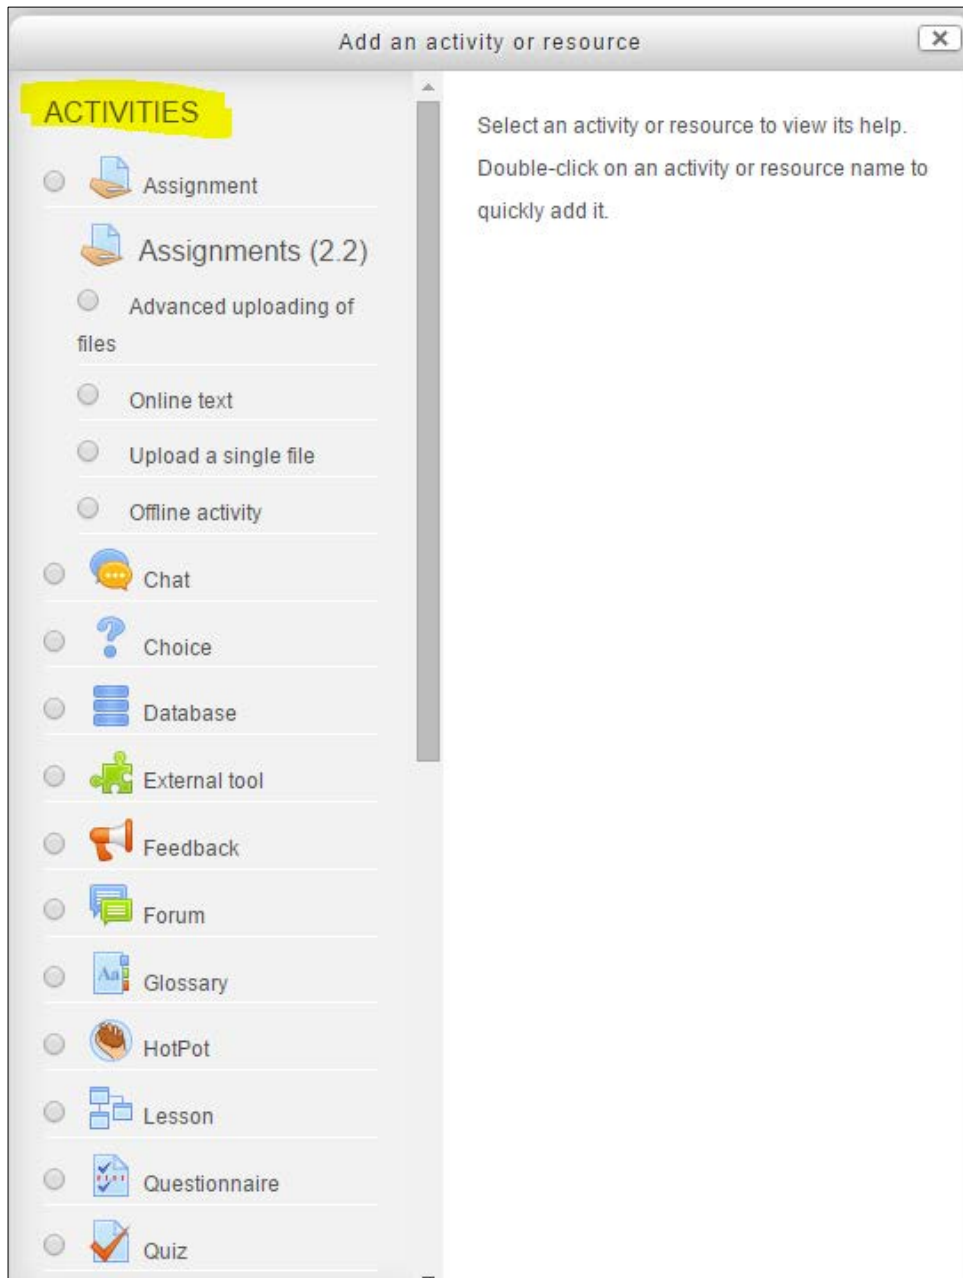 Add an activity or resource
ACTIVITIES
Assignment
Assignments (2.2)
Advanced uploading of
files
Online text
Upload a single file
Offline activity
Chat
Choice
Database
External tool
Feedback
Forum
Glossary
HotPot
Lesson
Questionnaire
Quiz
Select an activity or resource to view its help.
Double-click on an activity or resource name to
quickly add it.